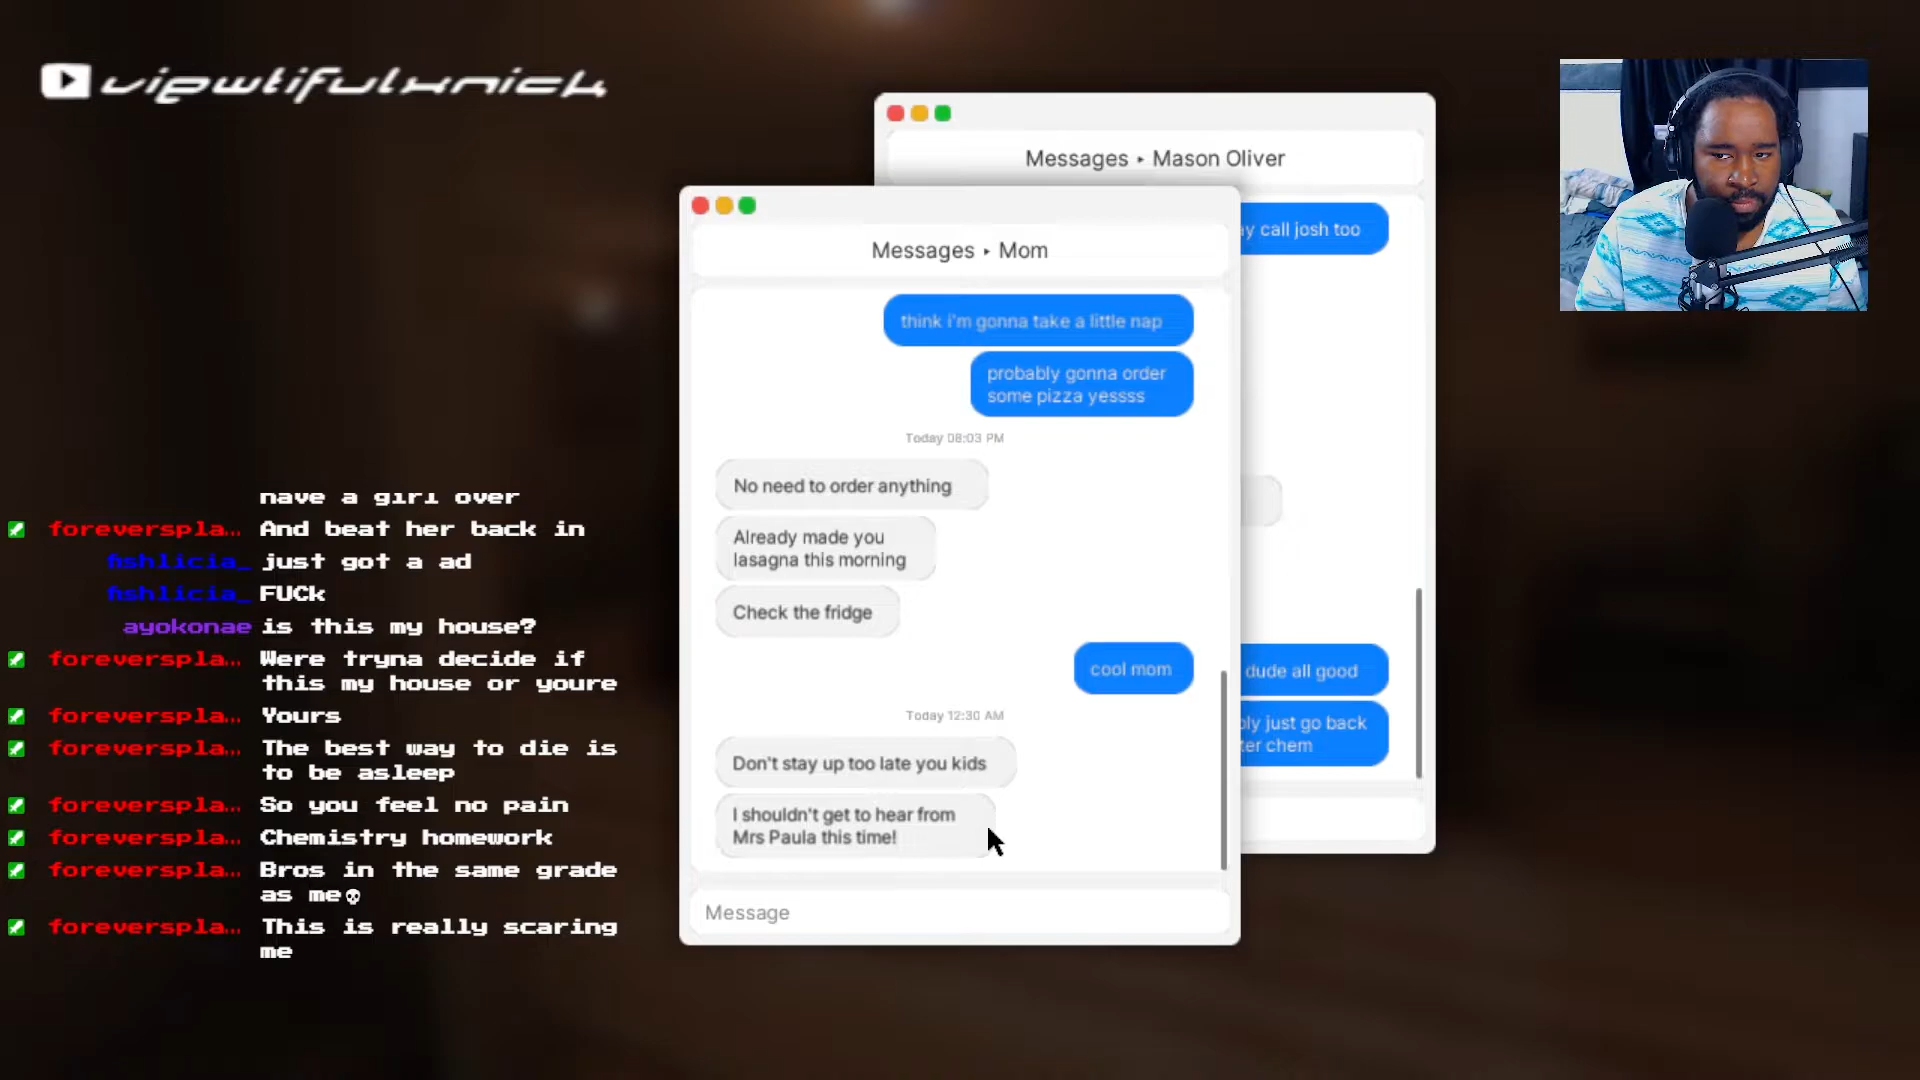 viewtifulxnick
Messages ▸ Mason Oliver
ay call josh too
dude all good
bly just go back
ter chem
Messages ▸ Mom
think i'm gonna take a little nap
probably gonna order
some pizza yessss
Today 08:03 PM
No need to order anything
Already made you
lasagna this morning
Check the fridge
cool mom
Today 12:30 AM
Don't stay up too late you kids
I shouldn't get to hear from
Mrs Paula this time!
Message
have a girl over
foreverspla... And beat her back in
fishlicia_ just got a ad
fishlicia_ FUCk
ayokonae is this my house?
foreverspla... Were tryna decide if
this my house or youre
foreverspla... Yours
foreverspla... The best way to die is
to be asleep
foreverspla... So you feel no pain
foreverspla... Chemistry homework
foreverspla... Bros in the same grade
as me💀
foreverspla... This is really scaring
me